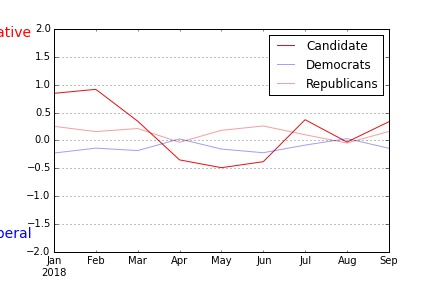 ative
2.0
1.5
1.0
0.5
0.0
−0.5
−1.0
−1.5
−2.0
beral
Candidate
Democrats
Republicans
Jan Feb Mar Apr May Jun Jul Aug Sep
2018